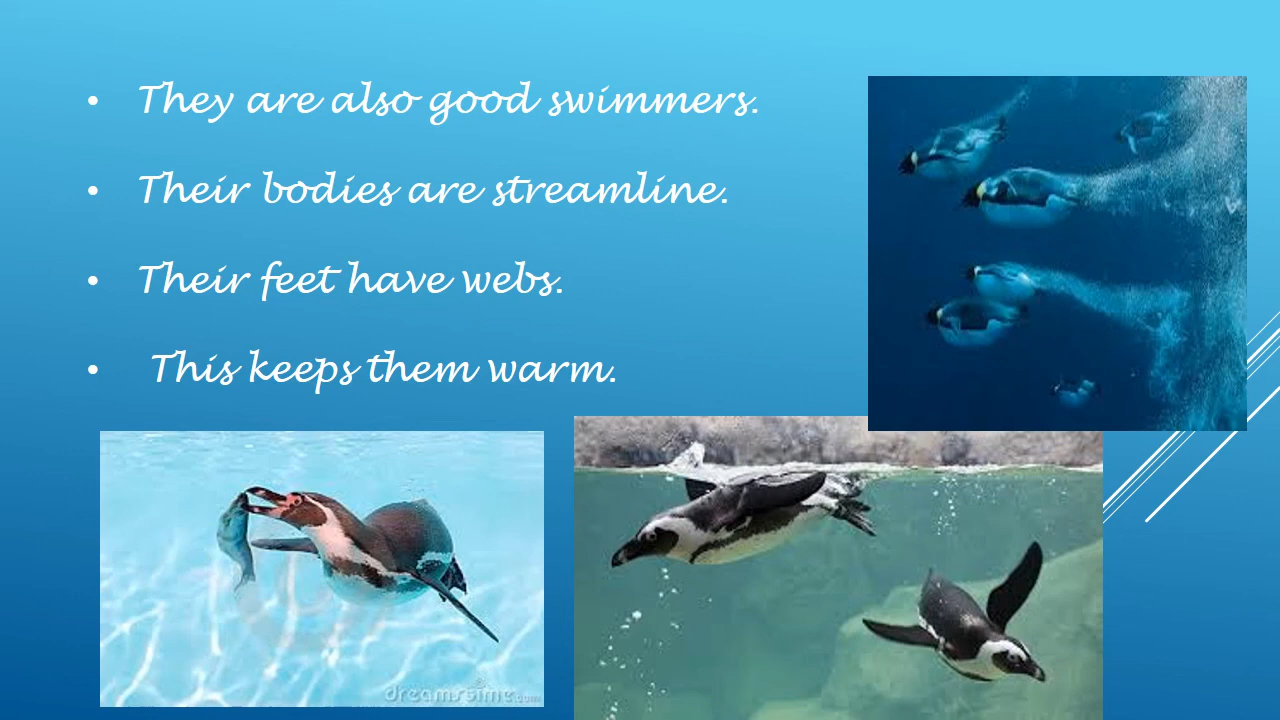 • They are also good swimmers.
• Their bodies are streamline.
• Their feet have webs.
• This keeps them warm.
dreamstime.com